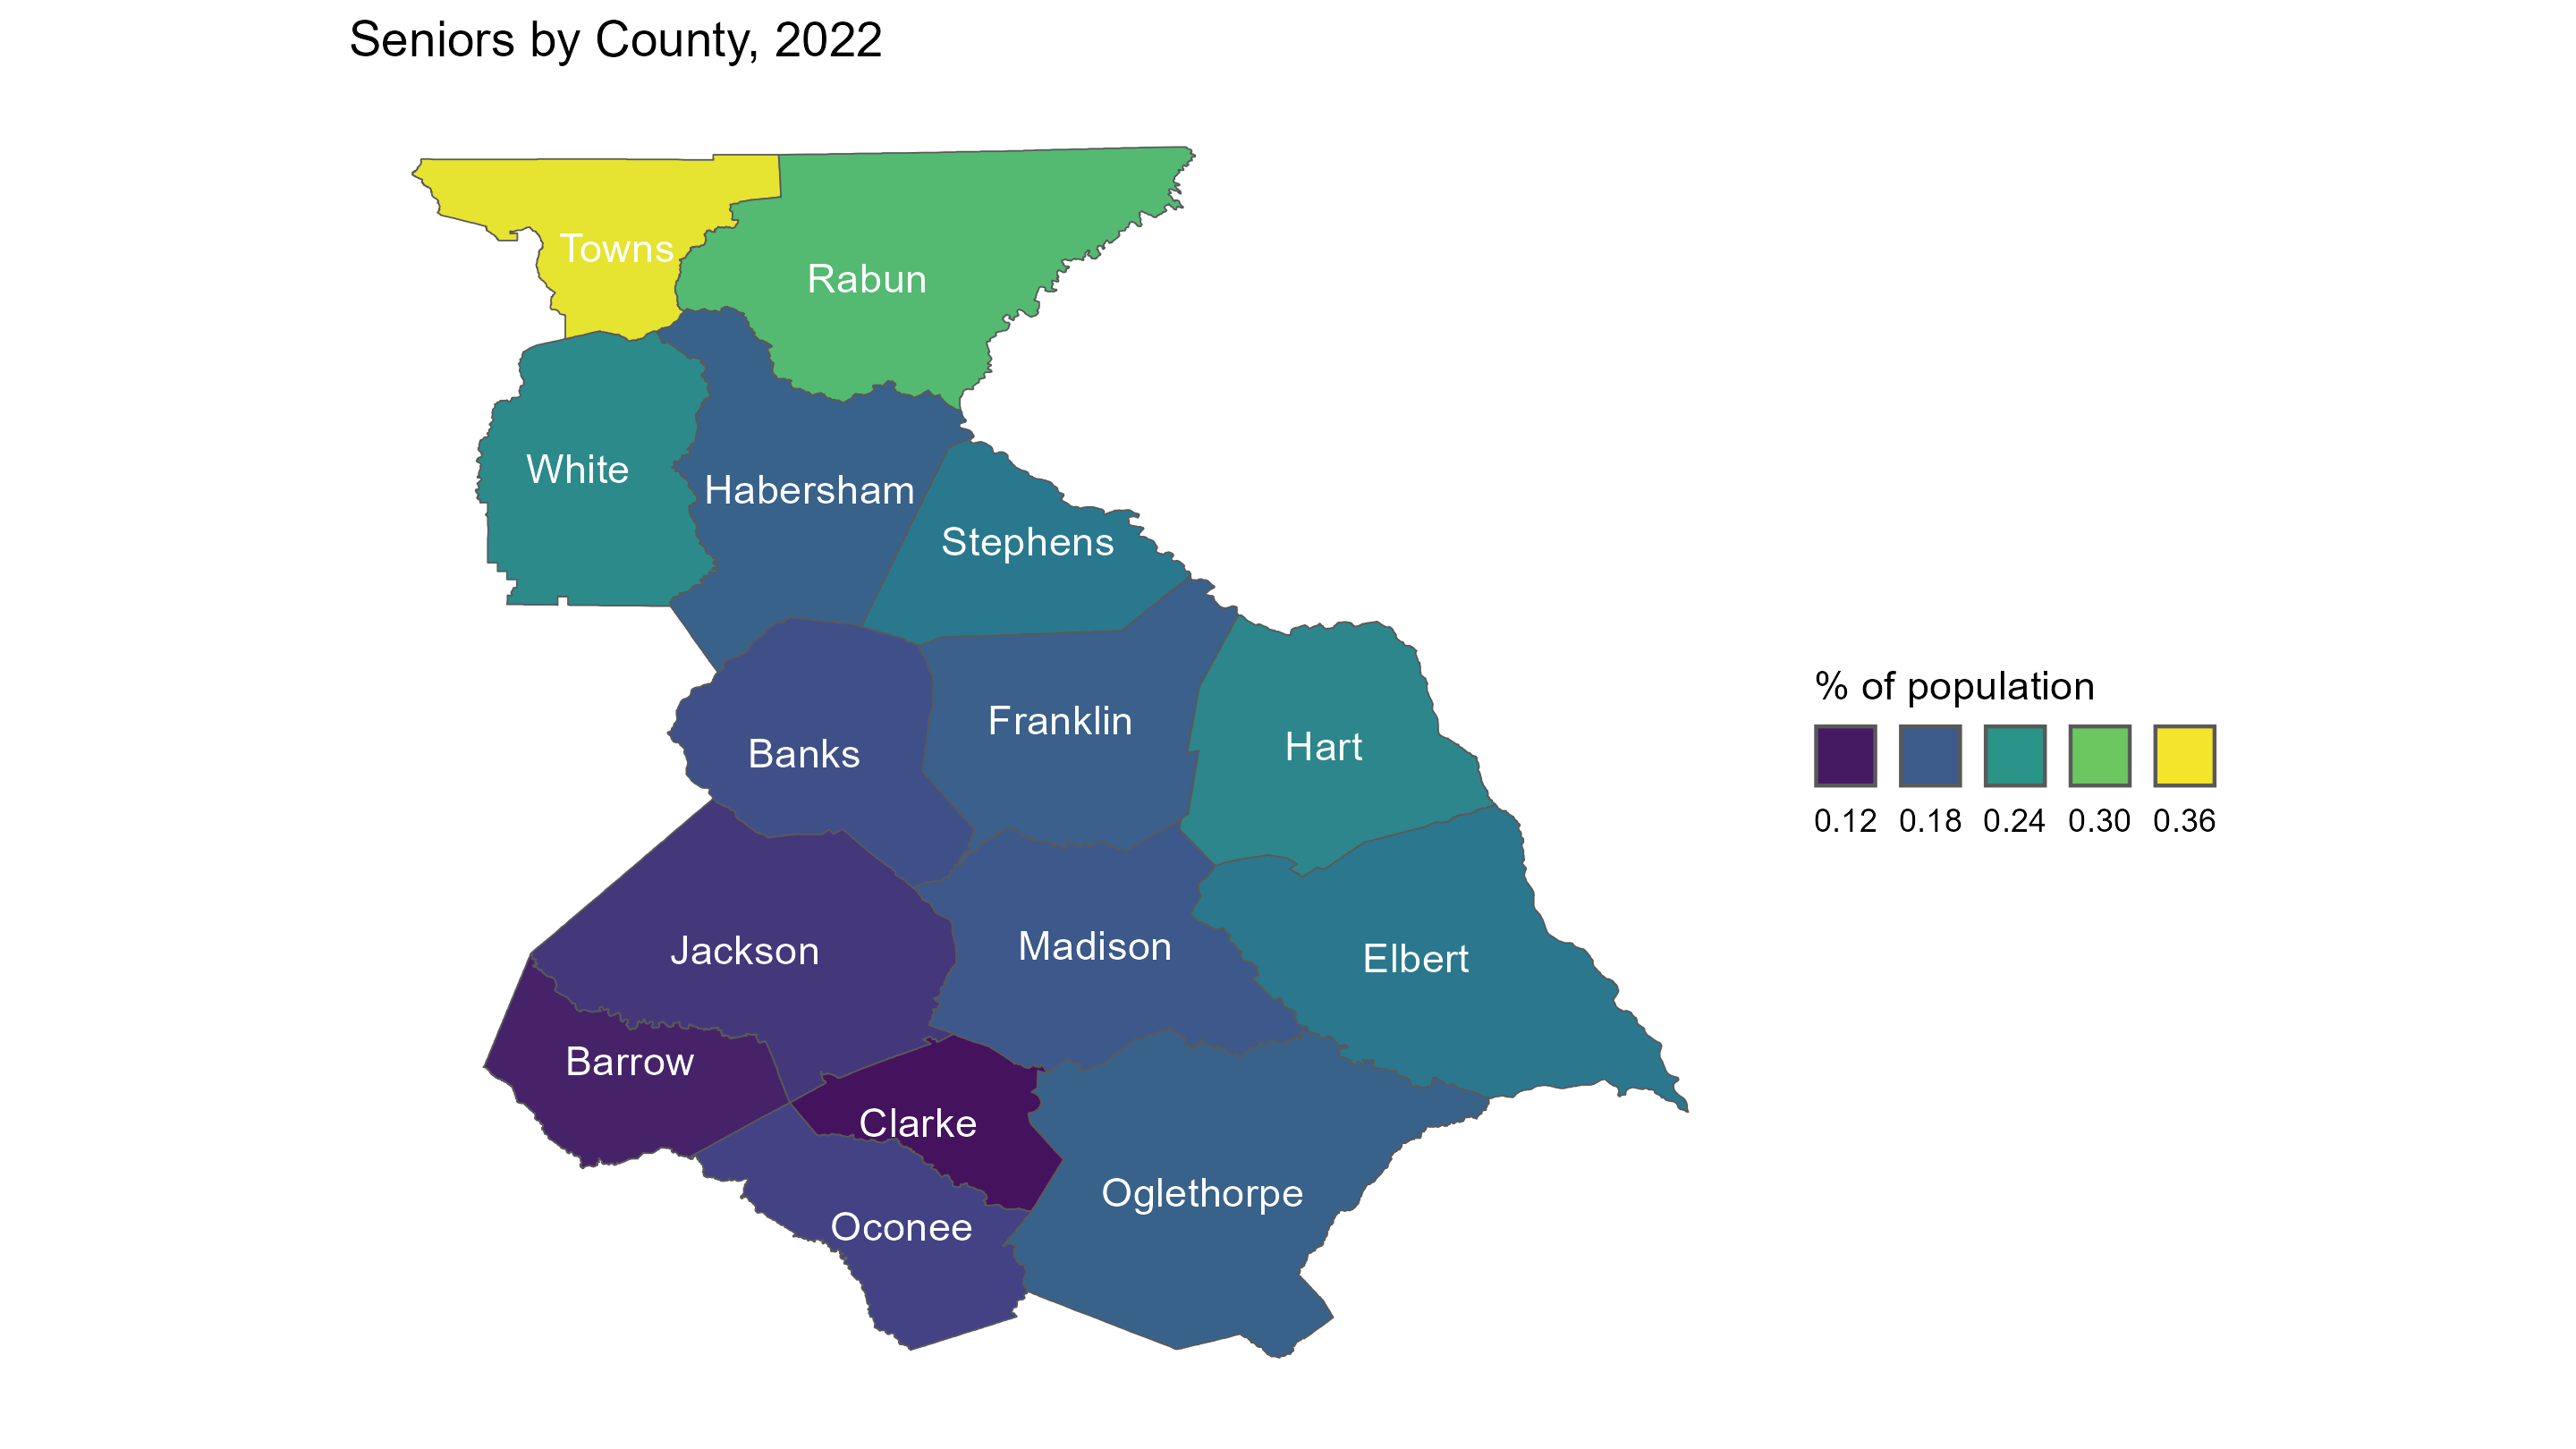 Seniors by County, 2022
Towns
Rabun
White
Habersham
Stephens
Franklin
Hart
Banks
Jackson
Madison
Elbert
Barrow
Clarke
Oglethorpe
Oconee
% of population
0.12 0.18 0.24 0.30 0.36